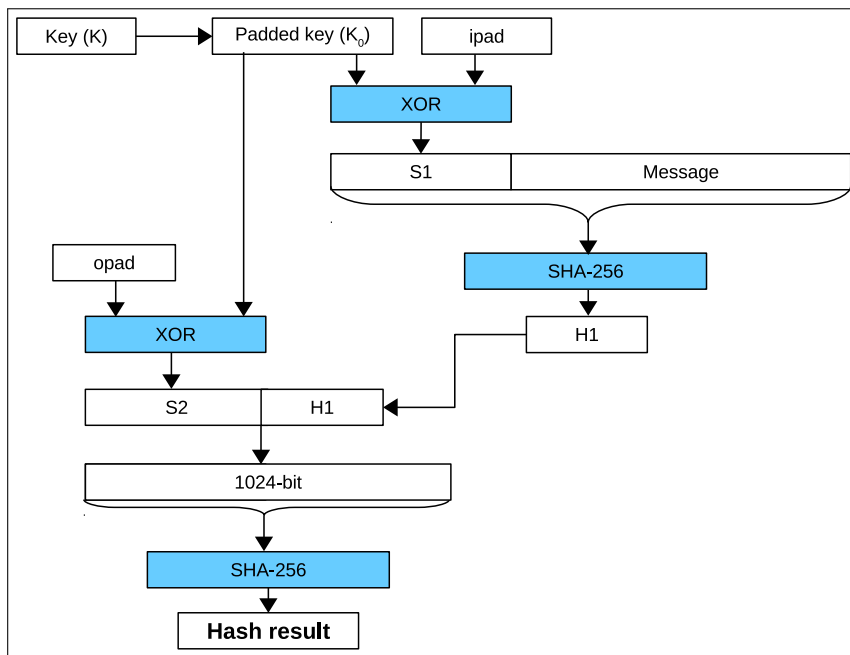 Key (K)
Padded key (K₀)
ipad
XOR
S1
Message
opad
SHA-256
XOR
H1
S2
H1
1024-bit
SHA-256
Hash result